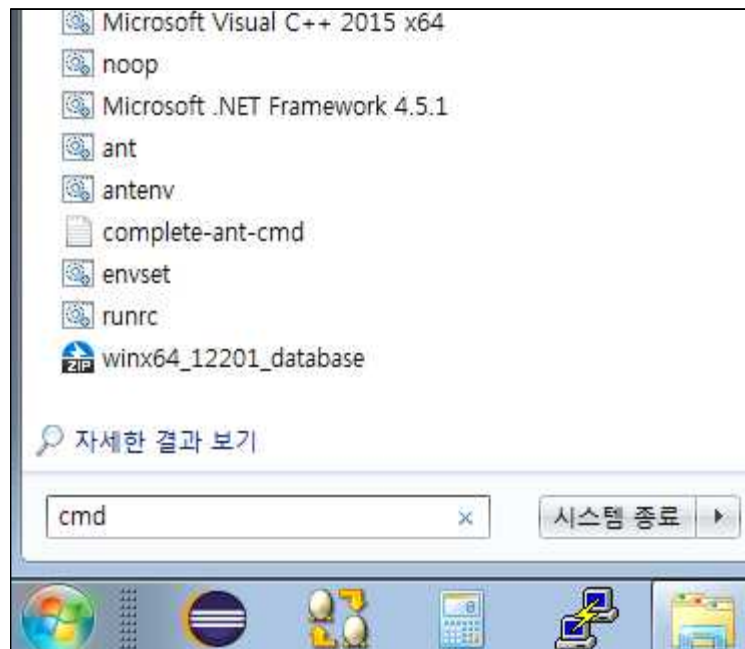 Microsoft Visual C++ 2015 x64
noop
Microsoft .NET Framework 4.5.1
ant
antenv
complete-ant-cmd
envset
runrc
ZIP winx64_12201_database
자세한 결과 보기
cmd
시스템 종료